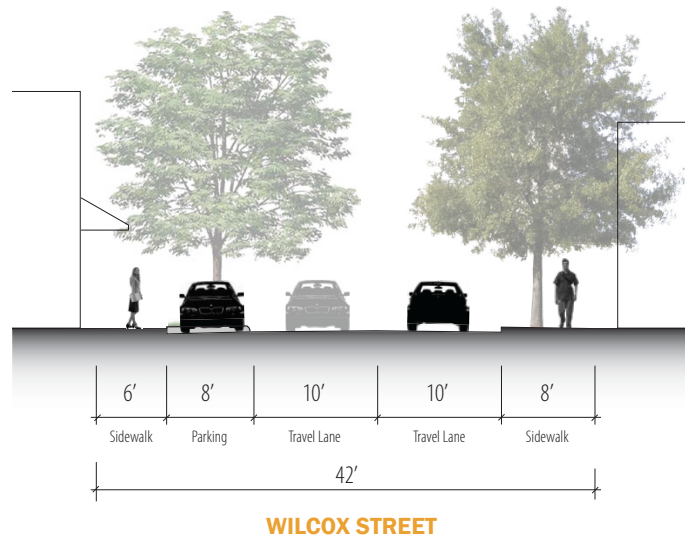 6’ 8’ 10’ 10’ 8’
Sidewalk Parking Travel Lane Travel Lane Sidewalk
42’
WILCOX STREET